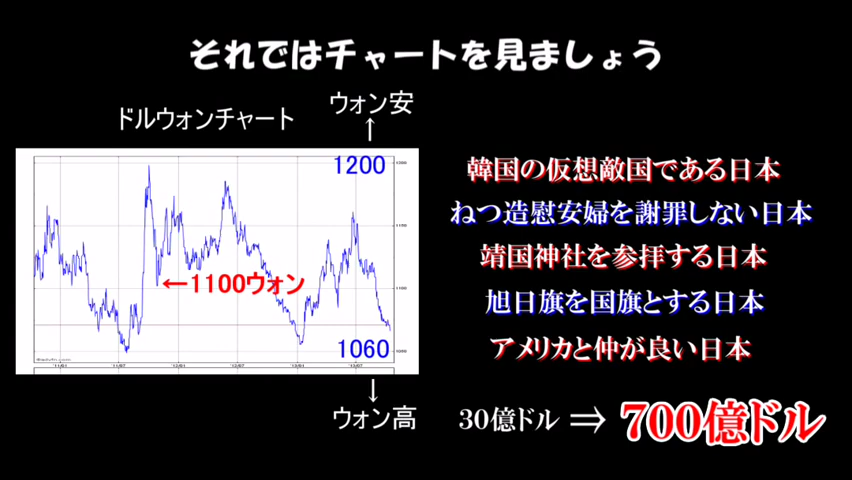 それではチャートを見ましょう
ウォン安
↑
ドルウォンチャート
1200
1100ウォン
1060
↓
ウォン高
韓国の仮想敵国である日本
ねつ造慰安婦を謝罪しない日本
靖国神社を参拝する日本
旭日旗を国旗とする日本
アメリカと仲が良い日本
30億ドル ⇒ 700億ドル